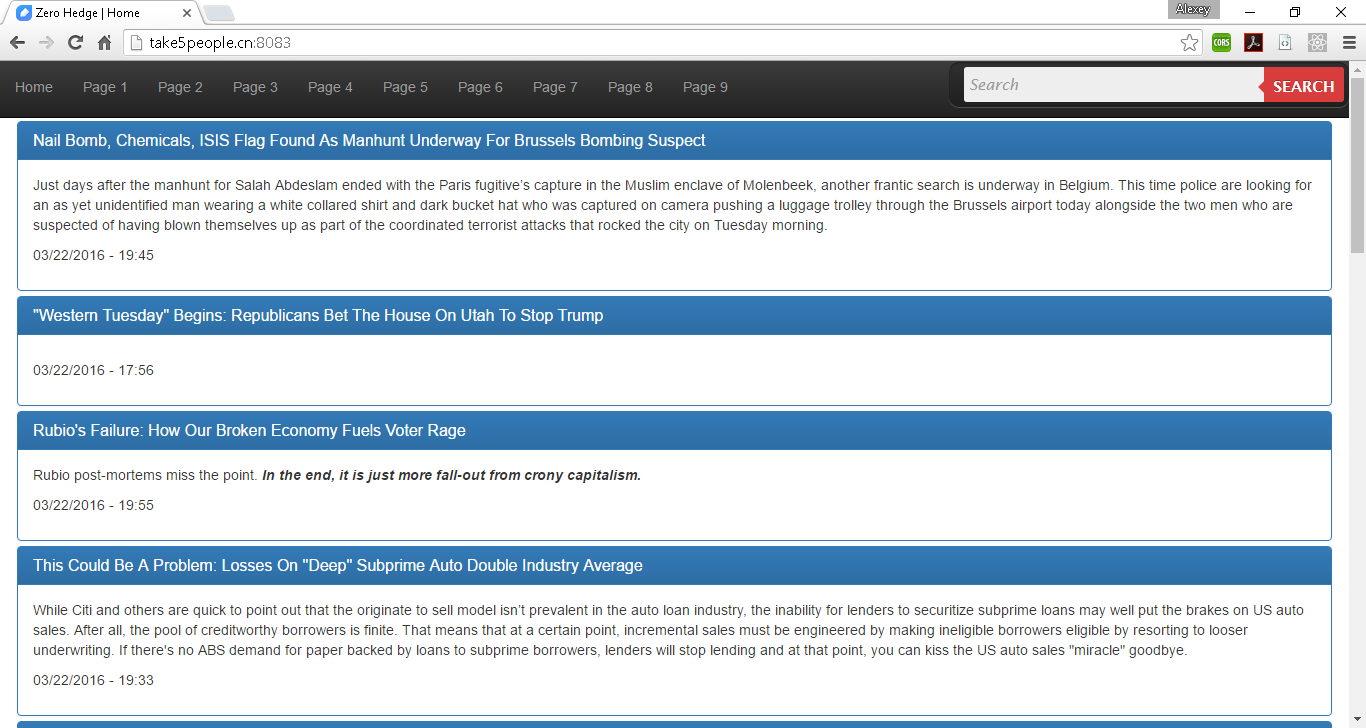 Zero Hedge | Home
Alexey
take5people.cn:8083
CORS
Home Page 1 Page 2 Page 3 Page 4 Page 5 Page 6 Page 7 Page 8 Page 9 Search SEARCH
Nail Bomb, Chemicals, ISIS Flag Found As Manhunt Underway For Brussels Bombing Suspect
Just days after the manhunt for Salah Abdeslam ended with the Paris fugitive’s capture in the Muslim enclave of Molenbeek, another frantic search is underway in Belgium. This time police are looking for
an as yet unidentified man wearing a white collared shirt and dark bucket hat who was captured on camera pushing a luggage trolley through the Brussels airport today alongside the two men who are
suspected of having blown themselves up as part of the coordinated terrorist attacks that rocked the city on Tuesday morning.
03/22/2016 - 19:45
"Western Tuesday" Begins: Republicans Bet The House On Utah To Stop Trump
03/22/2016 - 17:56
Rubio's Failure: How Our Broken Economy Fuels Voter Rage
Rubio post-mortems miss the point. In the end, it is just more fall-out from crony capitalism.
03/22/2016 - 19:55
This Could Be A Problem: Losses On "Deep" Subprime Auto Double Industry Average
While Citi and others are quick to point out that the originate to sell model isn’t prevalent in the auto loan industry, the inability for lenders to securitize subprime loans may well put the brakes on US auto
sales. After all, the pool of creditworthy borrowers is finite. That means that at a certain point, incremental sales must be engineered by making ineligible borrowers eligible by resorting to looser
underwriting. If there's no ABS demand for paper backed by loans to subprime borrowers, lenders will stop lending and at that point, you can kiss the US auto sales "miracle" goodbye.
03/22/2016 - 19:33